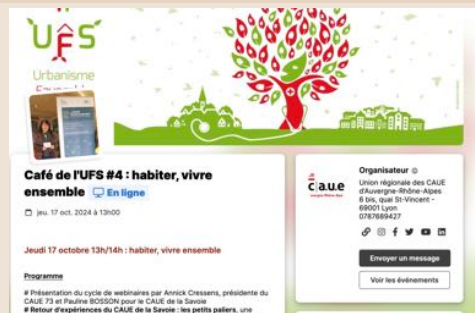 UFS
Urbanisme
Café de l'UFS #4 : habiter, vivre
ensemble En ligne
jeu. 17 oct. 2024 à 13h00
Jeudi 17 octobre 13h/14h : habiter, vivre ensemble
Programme
# Présentation du cycle de webinaires par Annick Cressens, présidente du
CAUE 73 et Pauline BOSSON pour le CAUE de la Savoie
# Retour d'expériences du CAUE de la Savoie : les petits paliers, une
c|a.u.e
Organisateur
Union régionale des CAUE
d'Auvergne-Rhône-Alpes
6 bis, quai St-Vincent -
69001 Lyon
0787689427
Envoyer un message
Voir les événements